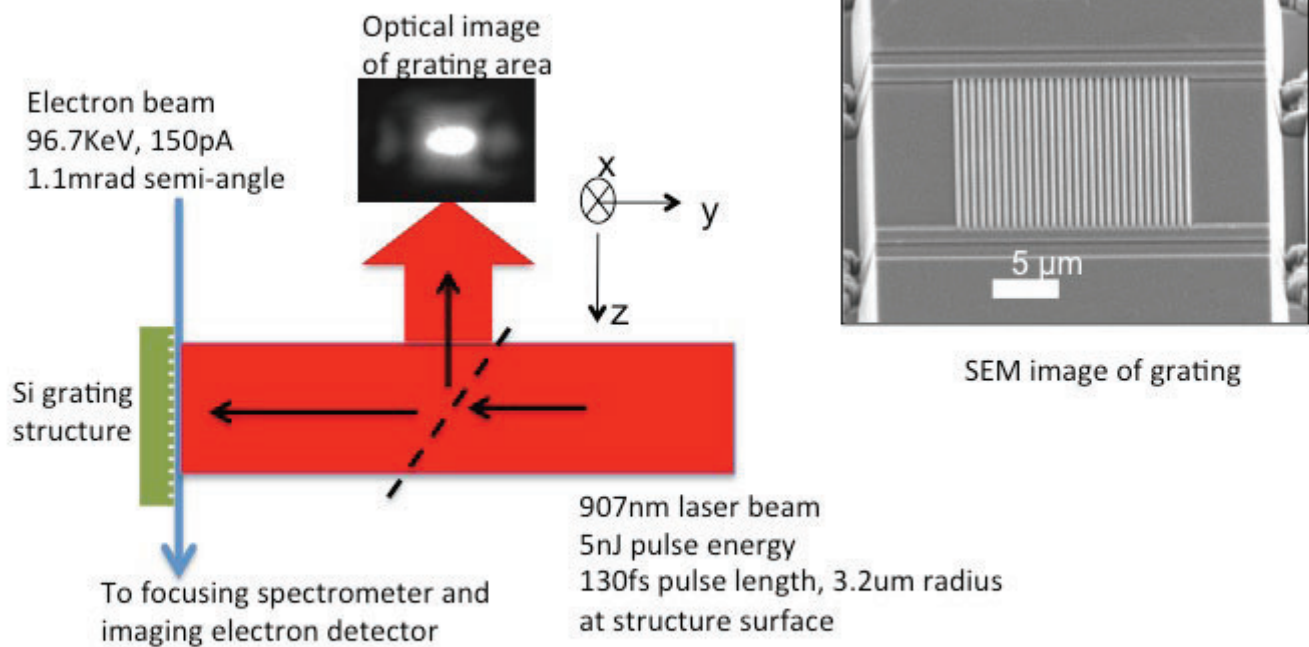 Optical image
of grating area
Electron beam
96.7KeV, 150pA
1.1mrad semi-angle
x
y
z
5 μm
SEM image of grating
Si grating
structure
907nm laser beam
5nJ pulse energy
130fs pulse length, 3.2um radius
at structure surface
To focusing spectrometer and
imaging electron detector